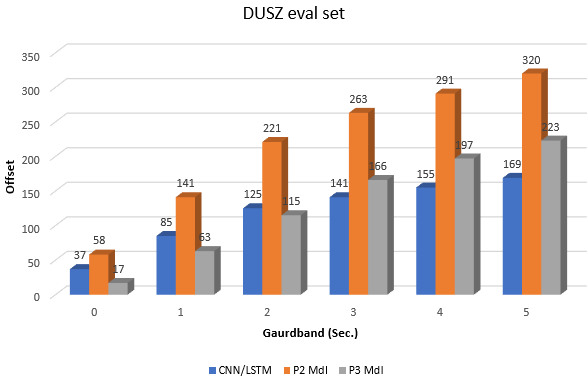 DUSZ eval set
350
300
250
200
150
100
50
0
Offset
37 58 17
85 141 63
125 221 115
141 263 166
155 291 197
169 320 223
0 1 2 3 4 5
Gaurdband (Sec.)
CNN/LSTM P2 Mdl P3 Mdl